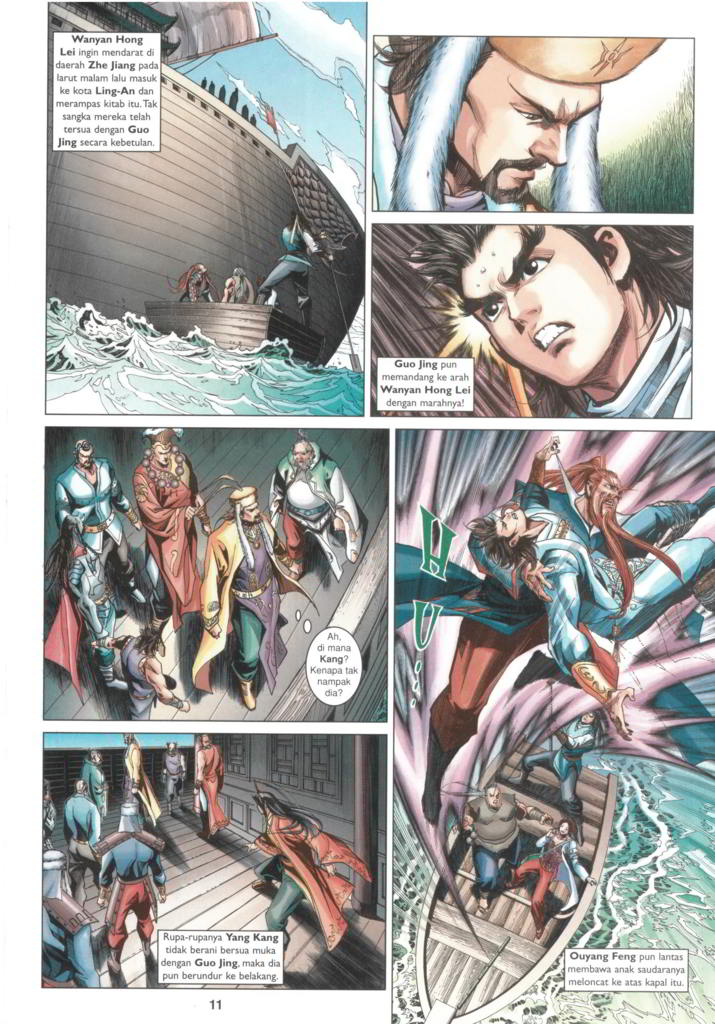 Wanyan Hong
Lei ingin mendarat di
daerah Zhe Jiang pada
larut malam lalu masuk
ke kota Ling-An dan
merampas kitab itu. Tak
sangka mereka telah
tersua dengan Guo
Jing secara kebetulan.
Guo Jing pun
memandang ke arah
Wanyan Hong Lei
dengan marahnya!
Ah,
di mana
Kang?
Kenapa tak
nampak
dia?
HU!
Rupa-rupanya Yang Kang
tidak berani bersua muka
dengan Guo Jing, maka dia
pun berundur ke belakang.
Ouyang Feng pun lantas
membawa anak saudaranya
meloncat ke atas kapal itu.
11